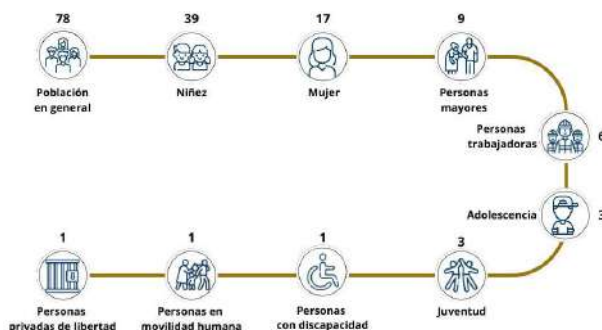 78
Población
en general
39
Niñez
17
Mujer
9
Personas
mayores
Personas
trabajadoras
6
Adolescencia
3
3
Juventud
1
Personas
con discapacidad
1
Personas en
movilidad humana
1
Personas
privadas de libertad